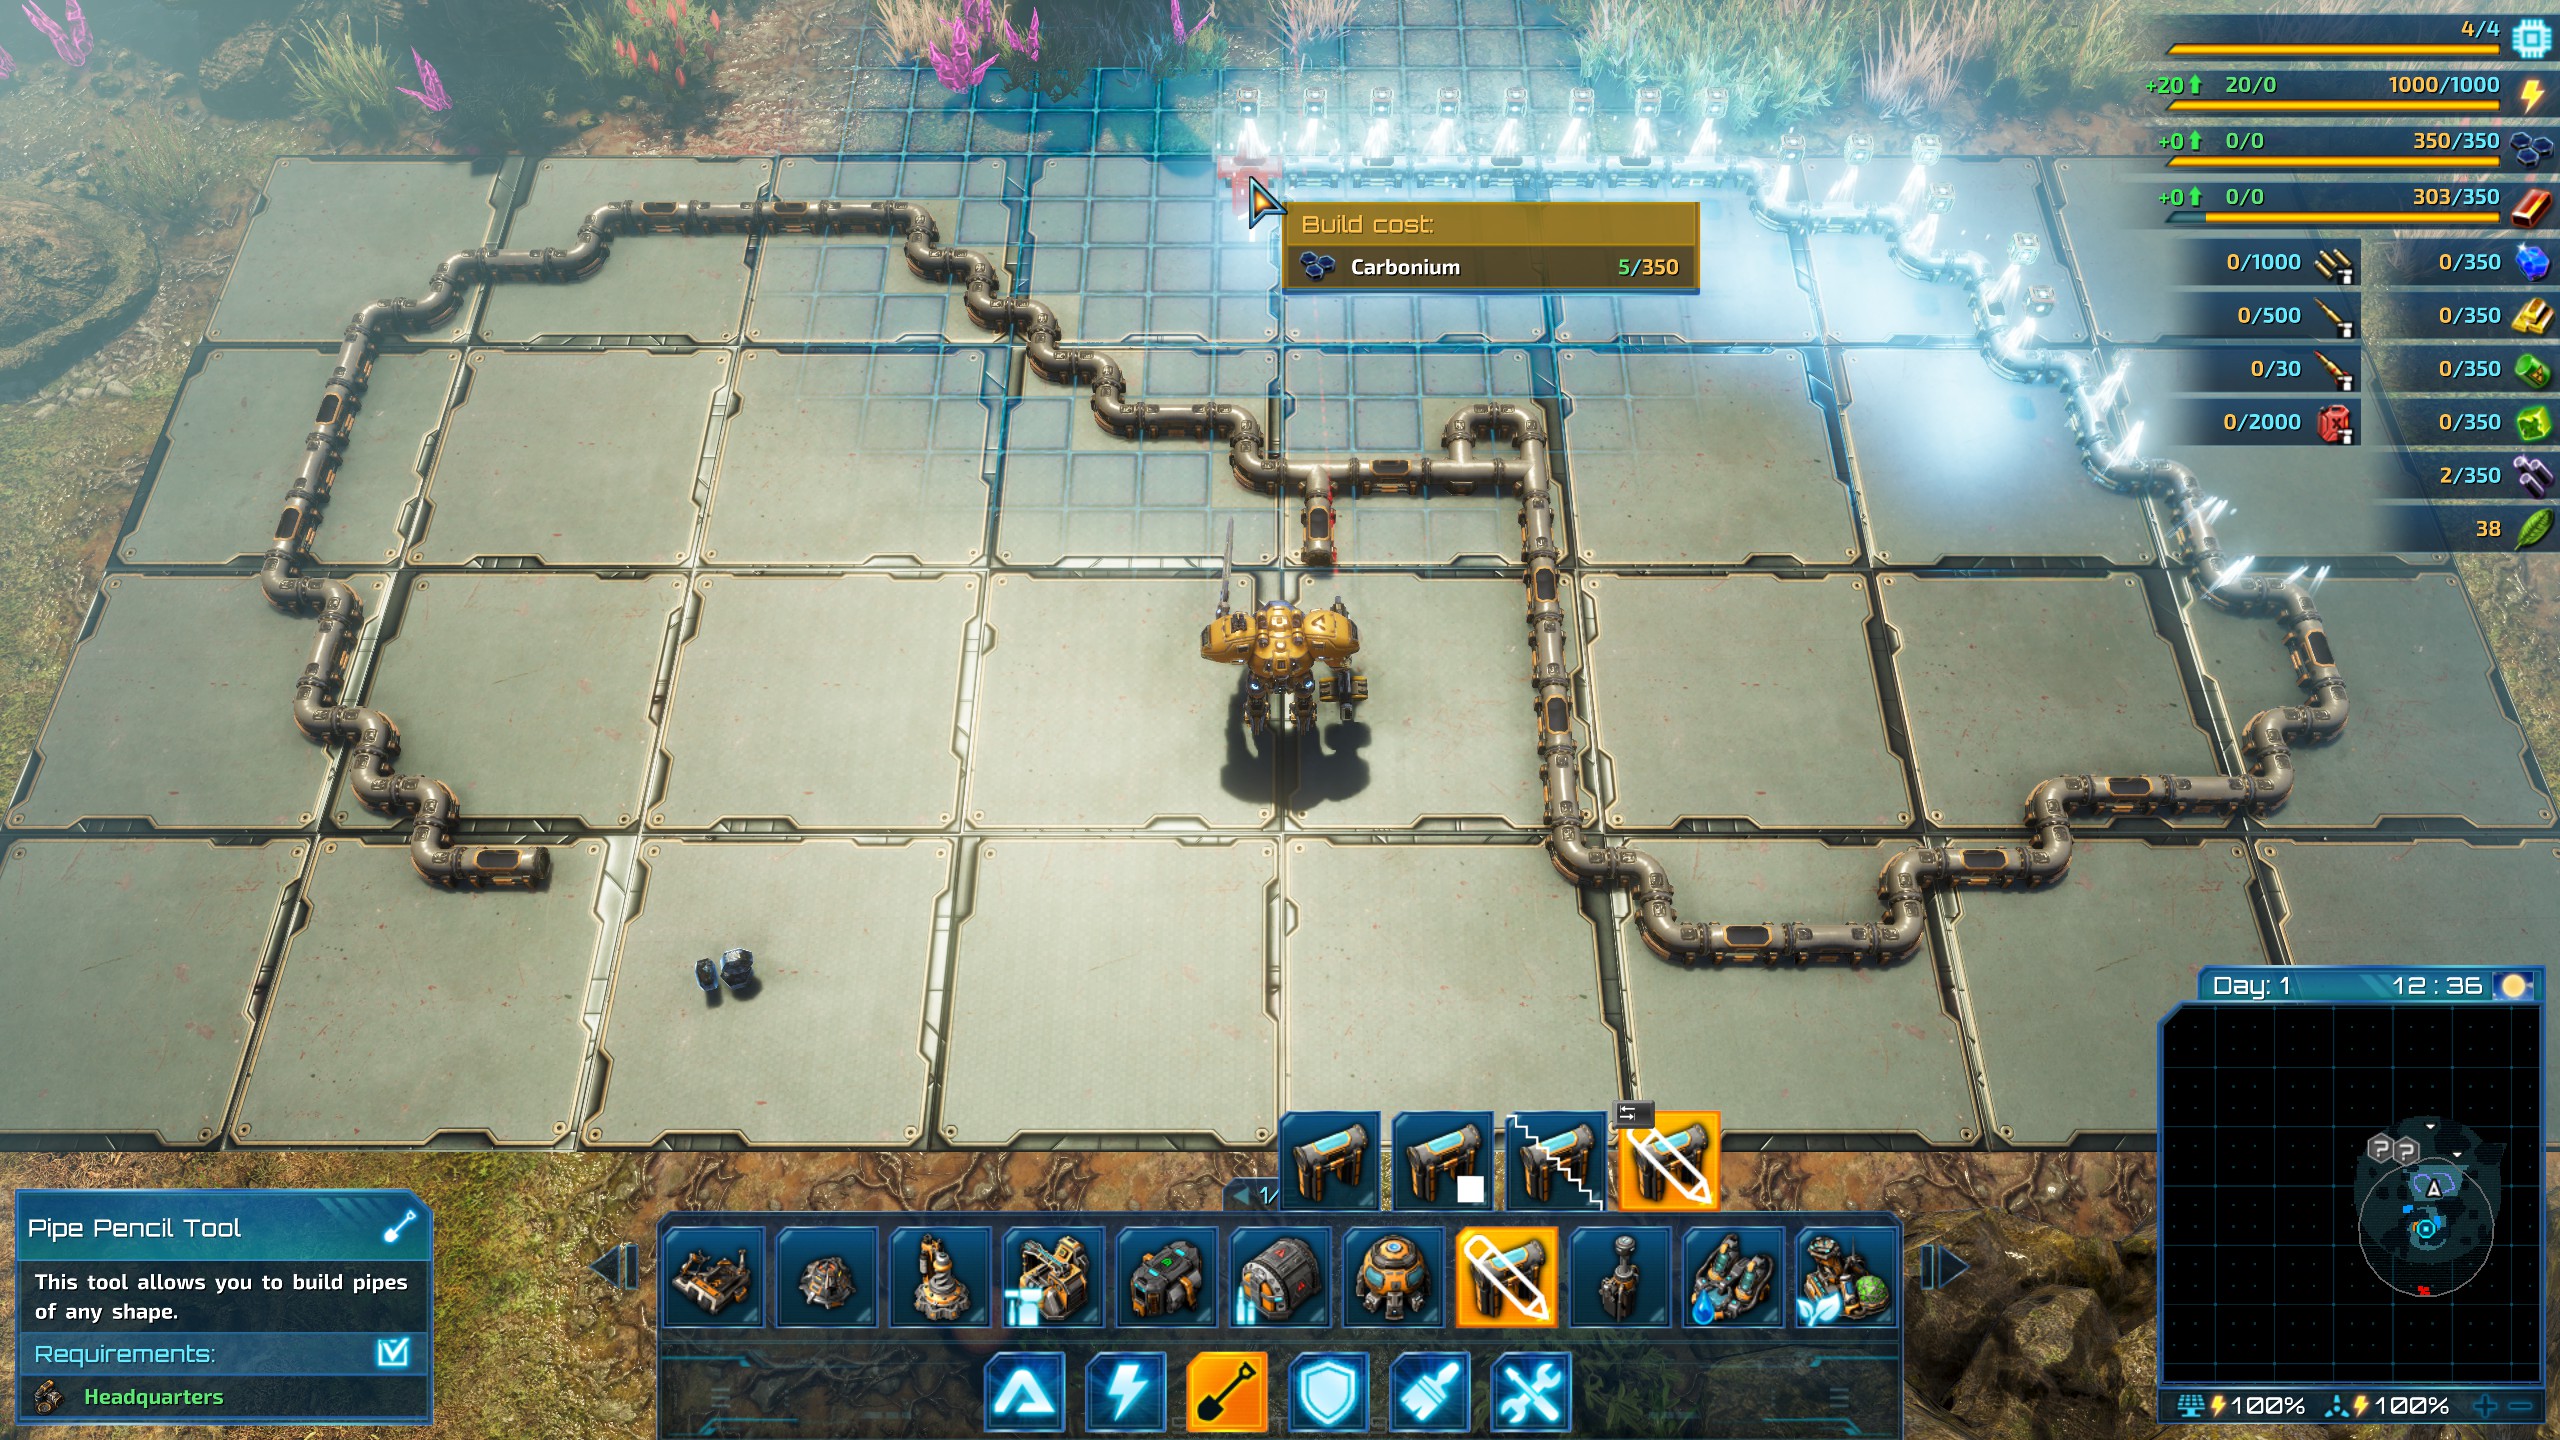 4/4
+20 20/0 1000/1000
+0 0/0 350/350
+0 0/0 303/350
0/1000 0/350
0/500 0/350
0/30 0/350
0/2000 0/350
2/350
38
Build cost:
Carbonium 5/350
Day: 1 12:36
1/
Pipe Pencil Tool
This tool allows you to build pipes
of any shape.
Requirements:
Headquarters
? ?
100% 100%